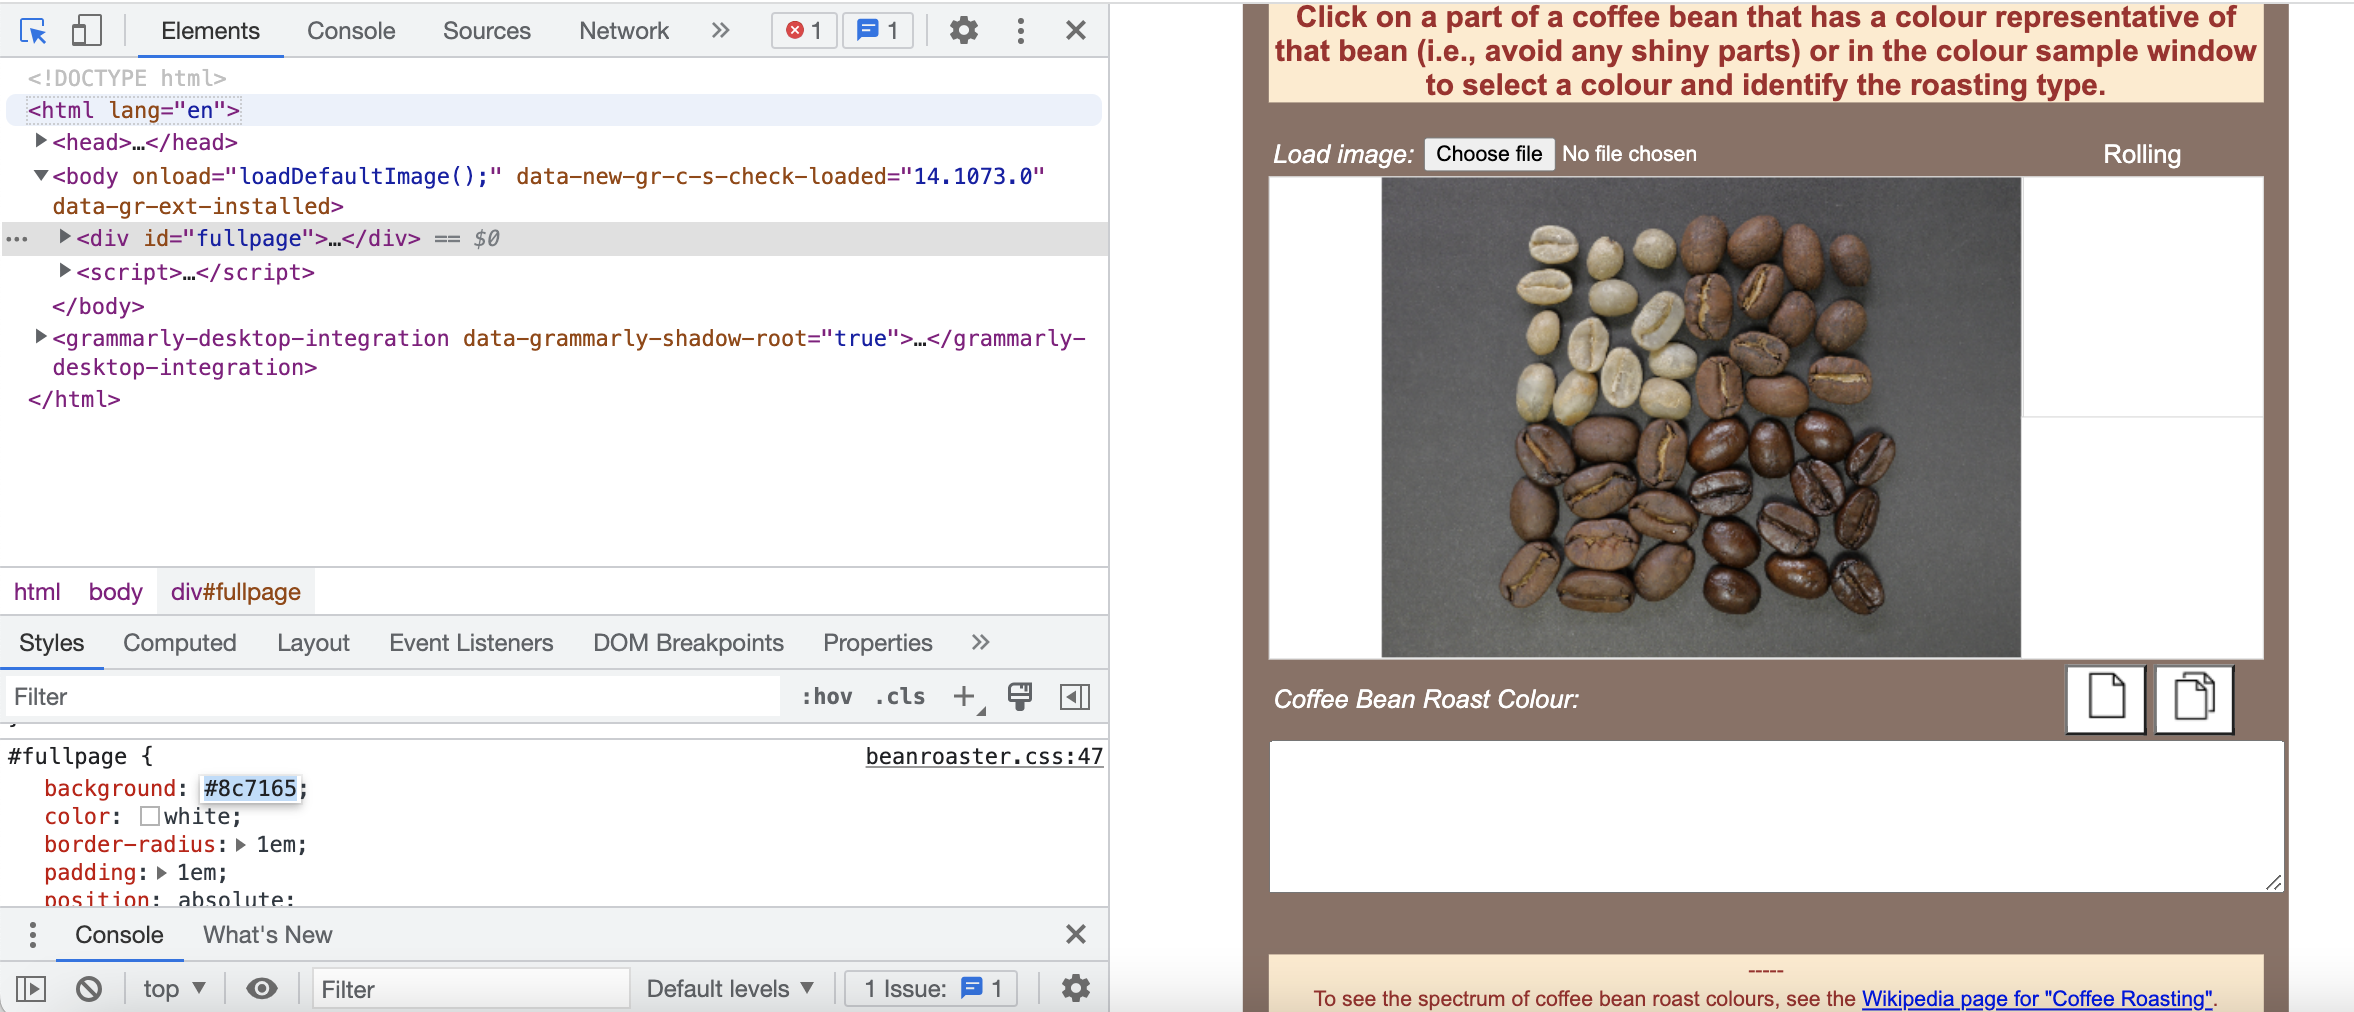 Elements Console Sources Network » 1 1
<!DOCTYPE html>
<html lang="en">
<head>…</head>
<body onload="loadDefaultImage();" data-new-gr-c-s-check-loaded="14.1073.0"
data-gr-ext-installed>
<div id="fullpage">…</div> == $0
<script>…</script>
</body>
<grammarly-desktop-integration data-grammarly-shadow-root="true">…</grammarly-
desktop-integration>
</html>
html body div#fullpage
Styles Computed Layout Event Listeners DOM Breakpoints Properties »
Filter :hov .cls +
#fullpage { beanroaster.css:47
background: #8c7165;
color: white;
border-radius: 1em;
padding: 1em;
position: absolute;
Console What's New
top Filter Default levels 1 Issue: 1
Click on a part of a coffee bean that has a colour representative of
that bean (i.e., avoid any shiny parts) or in the colour sample window
to select a colour and identify the roasting type.
Load image: Choose file No file chosen Rolling
Coffee Bean Roast Colour:
-----
To see the spectrum of coffee bean roast colours, see the Wikipedia page for "Coffee Roasting".